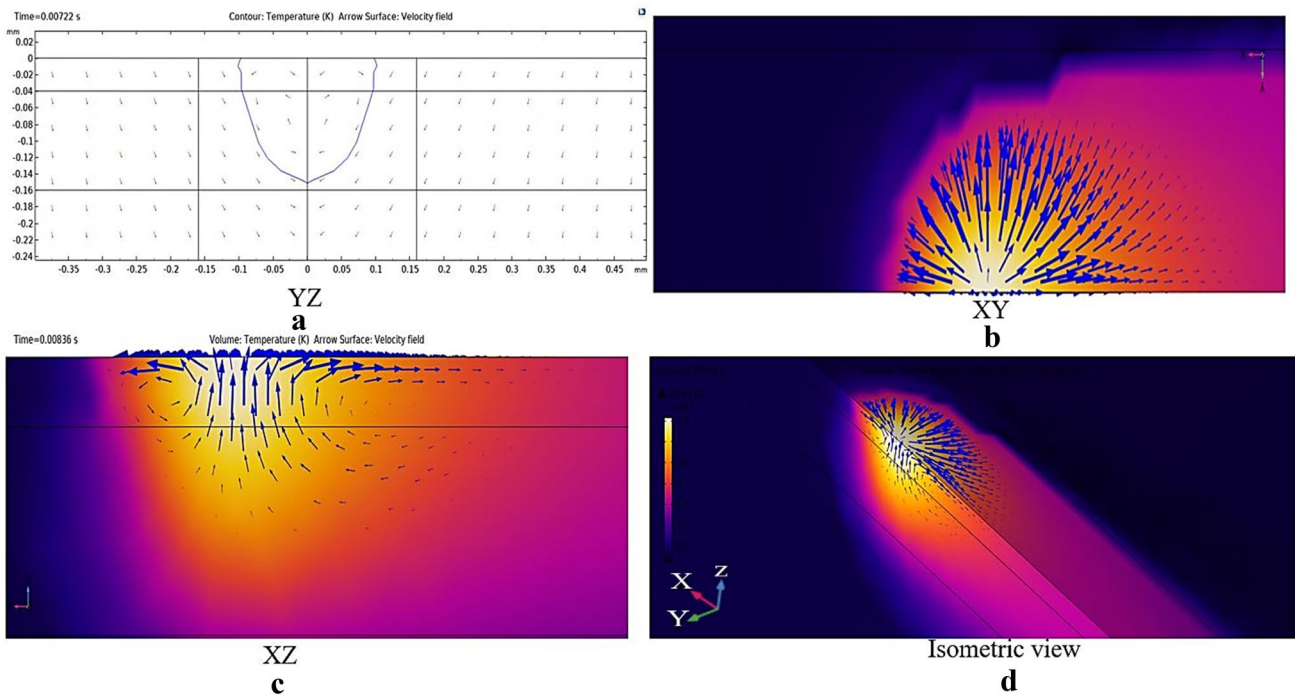 Time=0.00722 s Contour: Temperature (K) Arrow Surface: Velocity field
mm
0.02
0
-0.02
-0.04
-0.06
-0.08
-0.1
-0.12
-0.14
-0.16
-0.18
-0.2
-0.22
-0.24
-0.35 -0.3 -0.25 -0.2 -0.15 -0.1 -0.05 0 0.05 0.1 0.15 0.2 0.25 0.3 0.35 0.4 0.45 mm
YZ
a
XY
b
Time=0.00836 s Volume: Temperature (K) Arrow Surface: Velocity field
XZ
c
X
Y
z
Isometric view
d